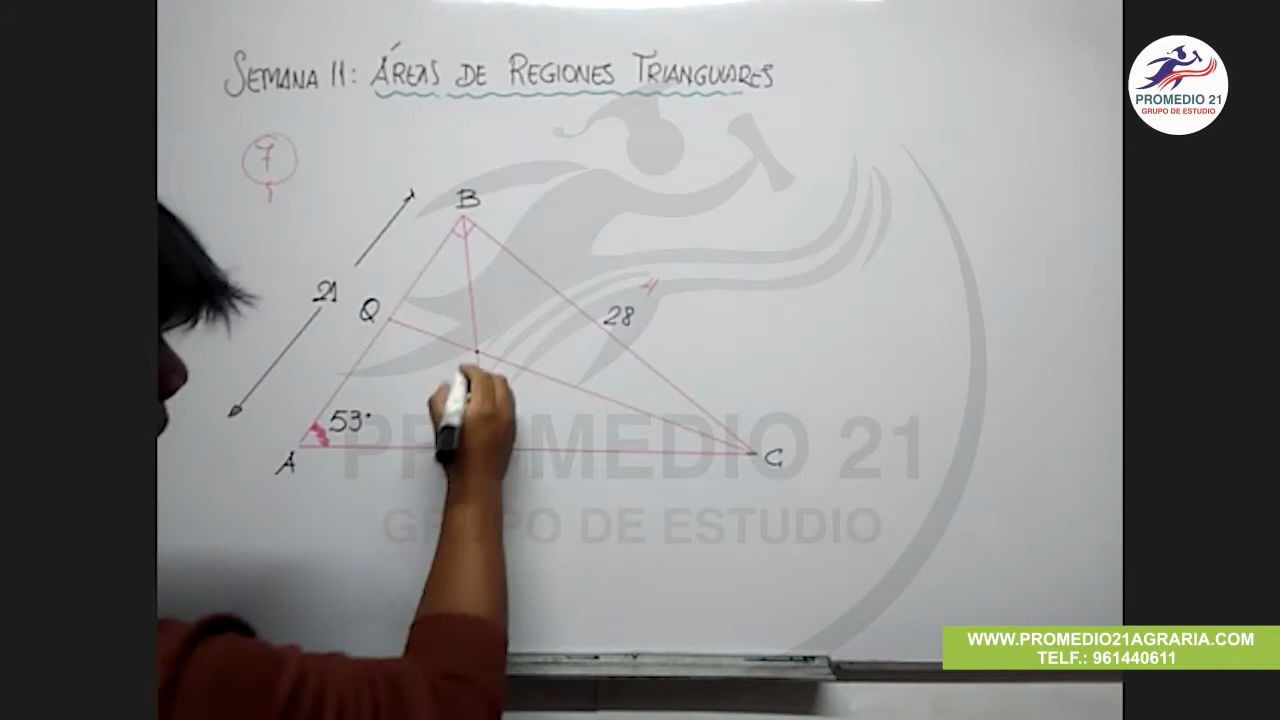 SEMANA 11: ÁREAS DE REGIONES TRIANGULARES
PROMEDIO 21
GRUPO DE ESTUDIO
7
B
21
Q
28
53°
A
C
PROMEDIO 21
GRUPO DE ESTUDIO
WWW.PROMEDIO21AGRARIA.COM
TELF.: 961440611